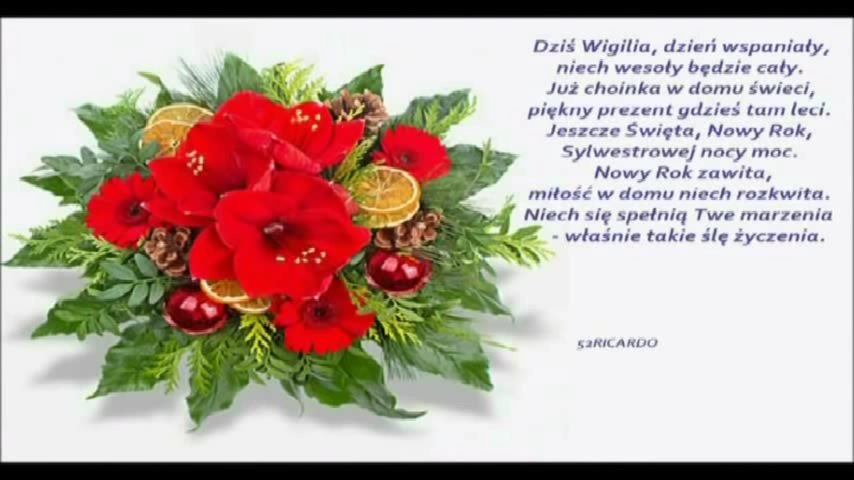 Dziś Wigilia, dzień wspaniały,
niech wesoły będzie cały.
Już choinka w domu świeci,
piękny prezent gdzieś tam leci.
Jeszcze Święta, Nowy Rok,
Sylwestrowej nocy moc.
Nowy Rok zawita,
miłość w domu niech rozkwita.
Niech się spełnią Twe marzenia
- właśnie takie ślę życzenia.
52RICARDO